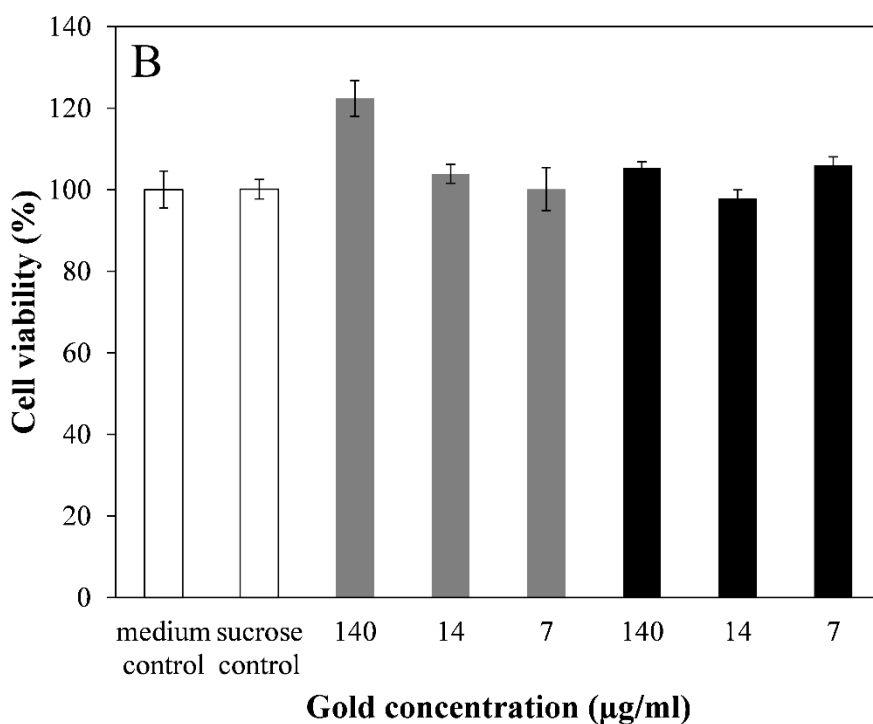 B
Cell viability (%)
140
120
100
80
60
40
20
0
medium control
sucrose control
140
14
7
140
14
7
Gold concentration (µg/ml)